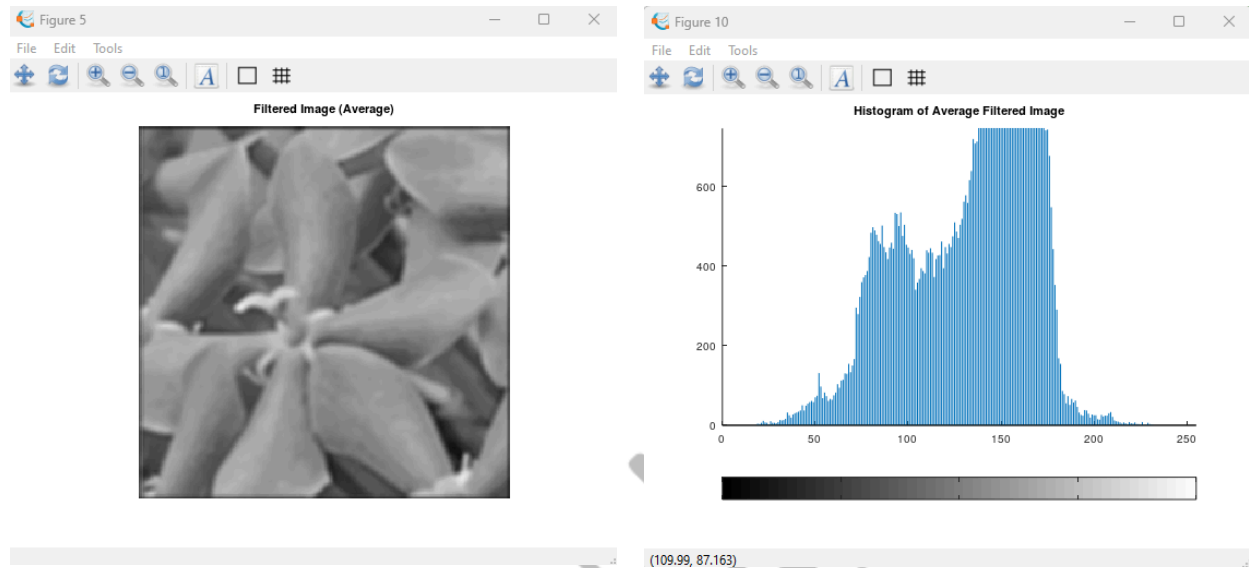 Figure 5
File Edit Tools
A
Filtered Image (Average)
Figure 10
File Edit Tools
A
Histogram of Average Filtered Image
600
400
200
0
0 50 100 150 200 250
(109.99, 87.163)